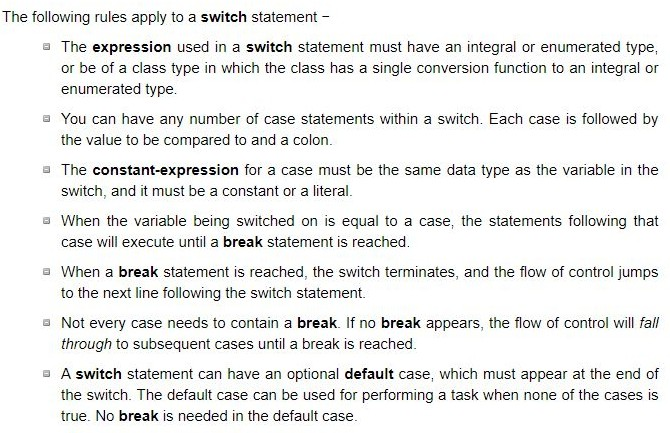 The following rules apply to a switch statement −
The expression used in a switch statement must have an integral or enumerated type,
or be of a class type in which the class has a single conversion function to an integral or
enumerated type.
You can have any number of case statements within a switch. Each case is followed by
the value to be compared to and a colon.
The constant-expression for a case must be the same data type as the variable in the
switch, and it must be a constant or a literal.
When the variable being switched on is equal to a case, the statements following that
case will execute until a break statement is reached.
When a break statement is reached, the switch terminates, and the flow of control jumps
to the next line following the switch statement.
Not every case needs to contain a break. If no break appears, the flow of control will fall
through to subsequent cases until a break is reached.
A switch statement can have an optional default case, which must appear at the end of
the switch. The default case can be used for performing a task when none of the cases is
true. No break is needed in the default case.